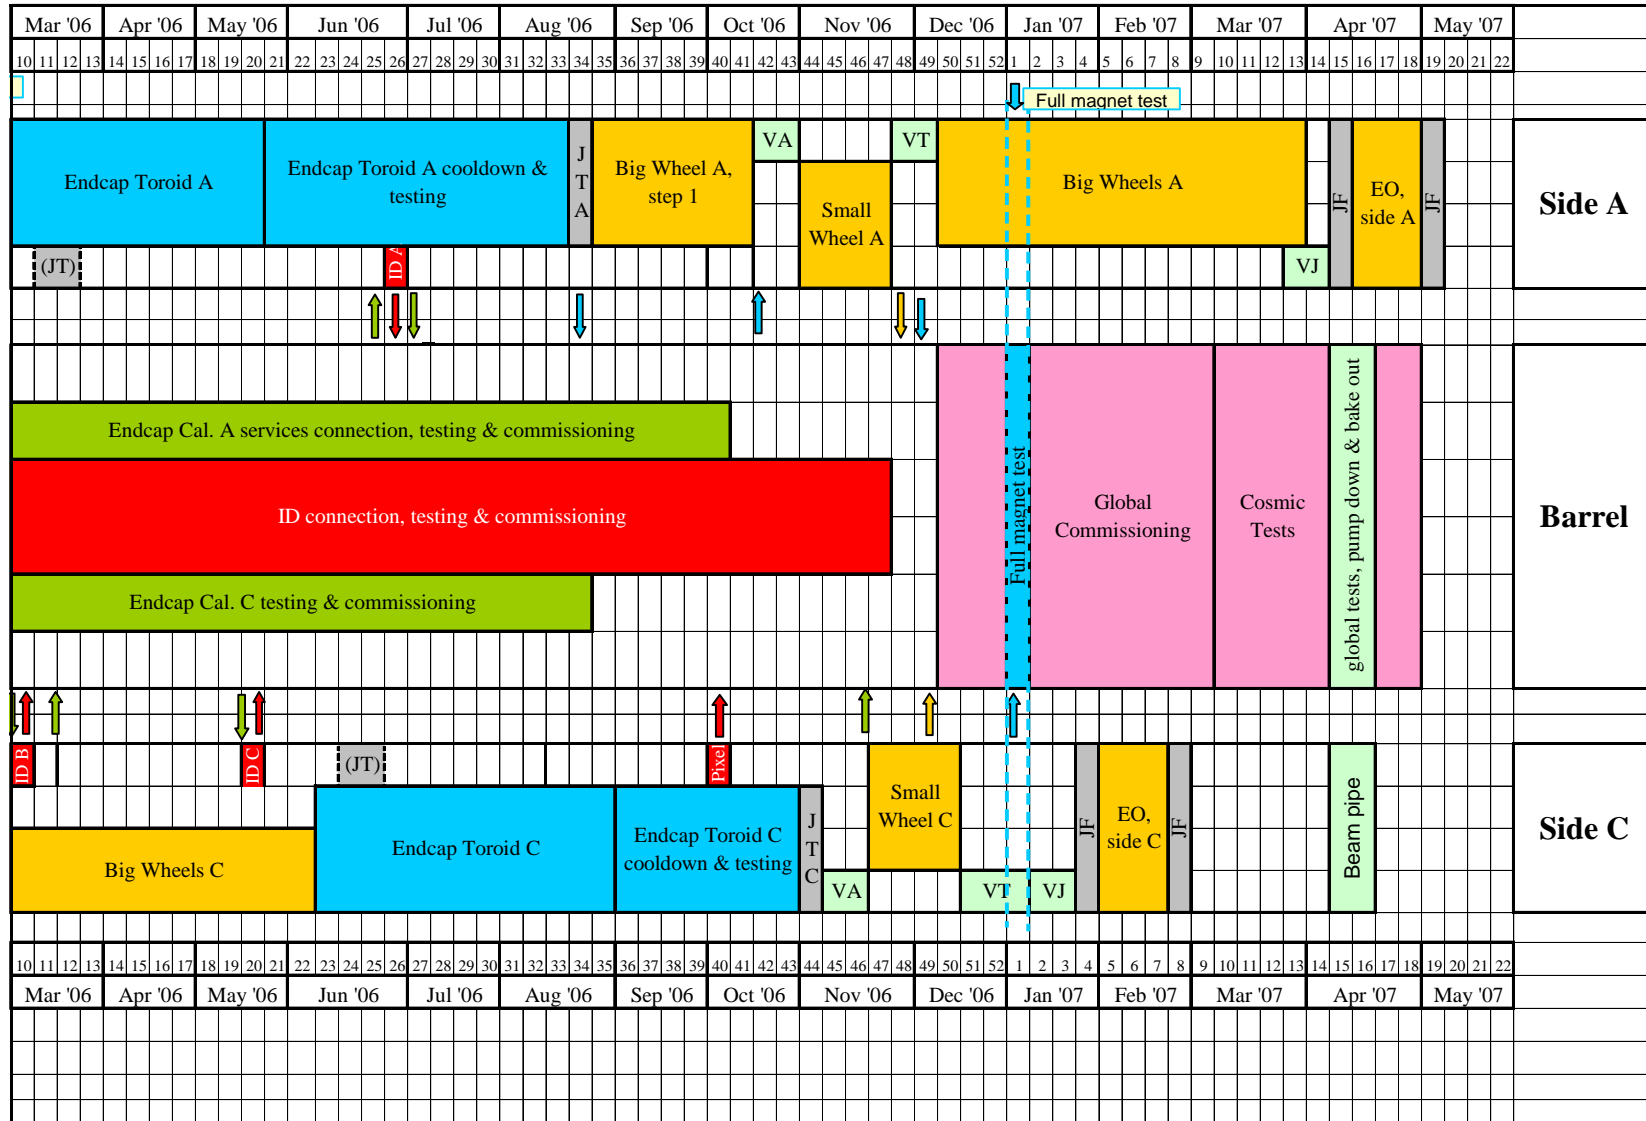 Mar '06 Apr '06 May '06 Jun '06 Jul '06 Aug '06 Sep '06 Oct '06 Nov '06 Dec '06 Jan '07 Feb '07 Mar '07 Apr '07 May '07
10 11 12 13 14 15 16 17 18 19 20 21 22 23 24 25 26 27 28 29 30 31 32 33 34 35 36 37 38 39 40 41 42 43 44 45 46 47 48 49 50 51 52 1 2 3 4 5 6 7 8 9 10 11 12 13 14 15 16 17 18 19 20 21 22
Full magnet test
Endcap Toroid A
Endcap Toroid A cooldown &
testing
J
T
A
Big Wheel A,
step 1
VA
Small
Wheel A
VT
Big Wheels A
VJ
JF
EO,
side A
JF
Side A
(JT)
ID A
Endcap Cal. A services connection, testing & commissioning
ID connection, testing & commissioning
Endcap Cal. C testing & commissioning
Full magnet test
Global
Commissioning
Cosmic
Tests
global tests, pump down & bake out
Barrel
ID B
ID C
(JT)
Pixel
Big Wheels C
Endcap Toroid C
Endcap Toroid C
cooldown & testing
J
T
C
VA
Small
Wheel C
VT
VJ
JF
EO,
side C
JF
Beam pipe
Side C
10 11 12 13 14 15 16 17 18 19 20 21 22 23 24 25 26 27 28 29 30 31 32 33 34 35 36 37 38 39 40 41 42 43 44 45 46 47 48 49 50 51 52 1 2 3 4 5 6 7 8 9 10 11 12 13 14 15 16 17 18 19 20 21 22
Mar '06 Apr '06 May '06 Jun '06 Jul '06 Aug '06 Sep '06 Oct '06 Nov '06 Dec '06 Jan '07 Feb '07 Mar '07 Apr '07 May '07